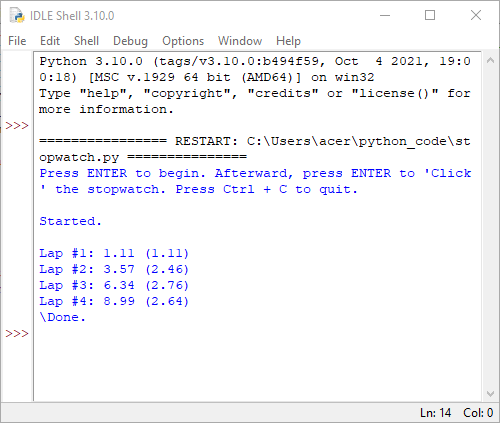 IDLE Shell 3.10.0
File Edit Shell Debug Options Window Help
Python 3.10.0 (tags/v3.10.0:b494f59, Oct  4 2021, 19:0
0:18) [MSC v.1929 64 bit (AMD64)] on win32
Type "help", "copyright", "credits" or "license()" for
more information.
>>>
================ RESTART: C:\Users\acer\python_code\st
opwatch.py ===============
Press ENTER to begin. Afterward, press ENTER to 'Click
' the stopwatch. Press Ctrl + C to quit.
Started.
Lap #1: 1.11 (1.11)
Lap #2: 3.57 (2.46)
Lap #3: 6.34 (2.76)
Lap #4: 8.99 (2.64)
\Done.
>>>
Ln: 14 Col: 0